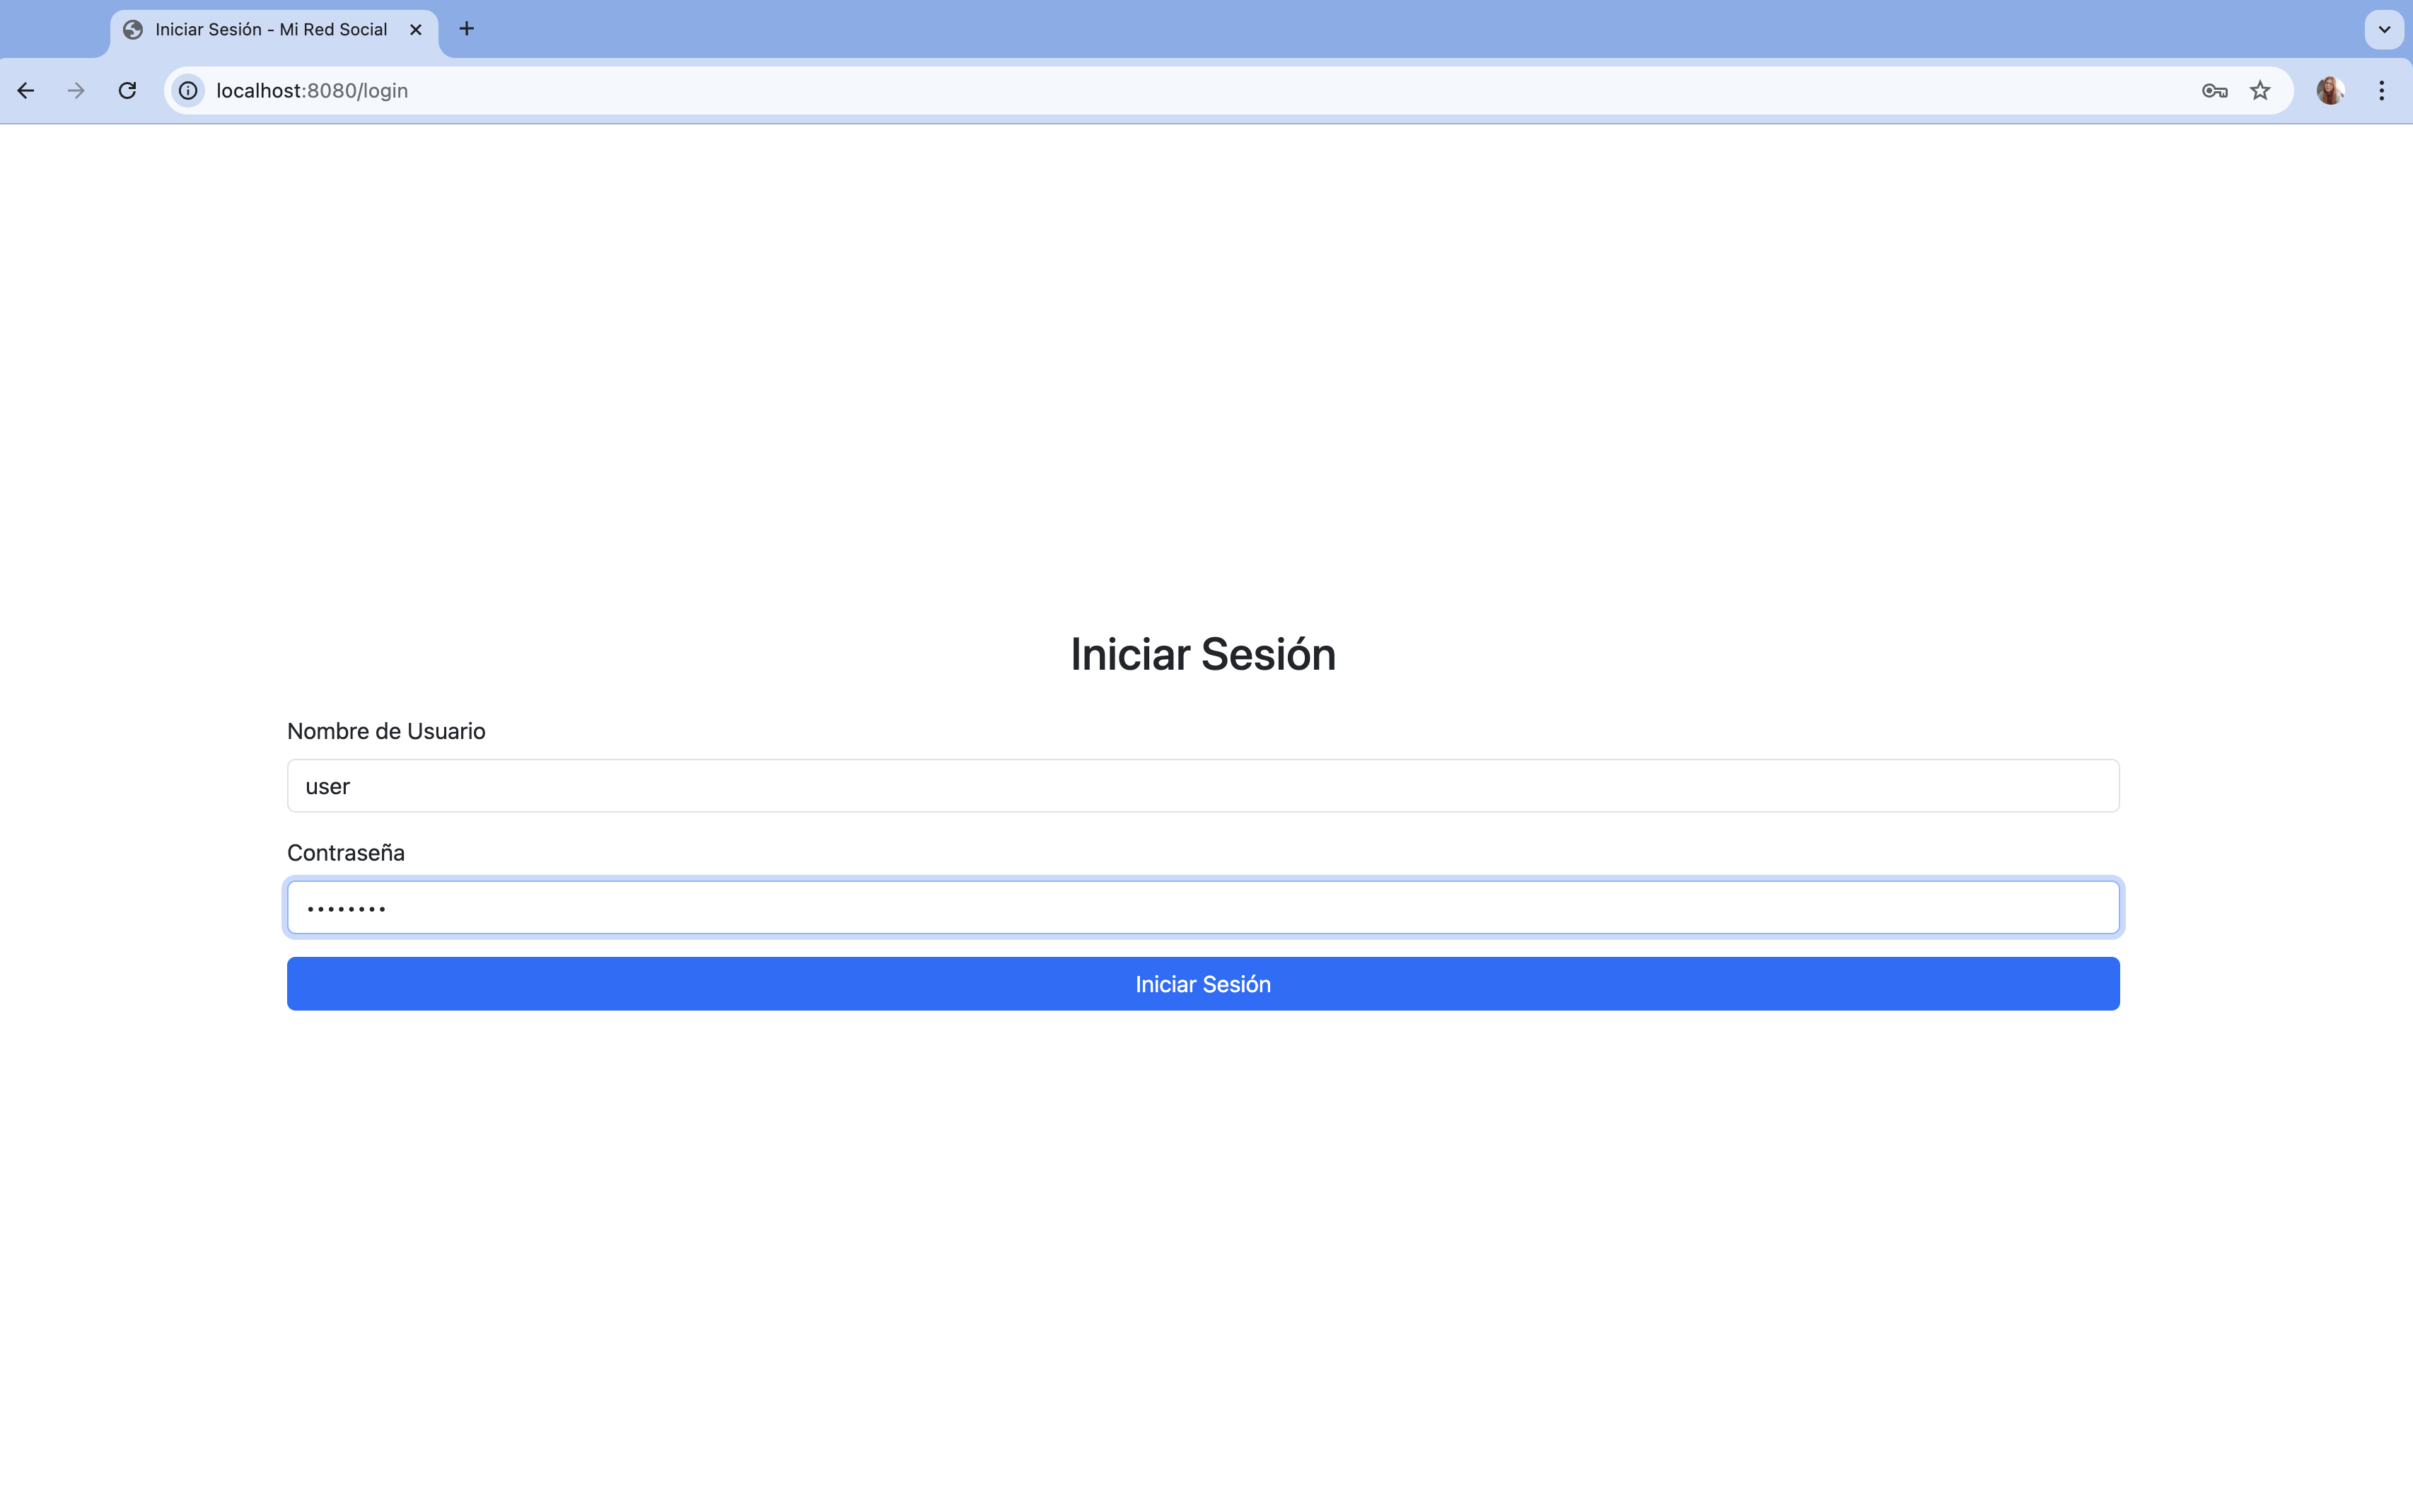 Iniciar Sesión - Mi Red Social
localhost:8080/login
Iniciar Sesión
Nombre de Usuario
user
Contraseña
••••••••
Iniciar Sesión